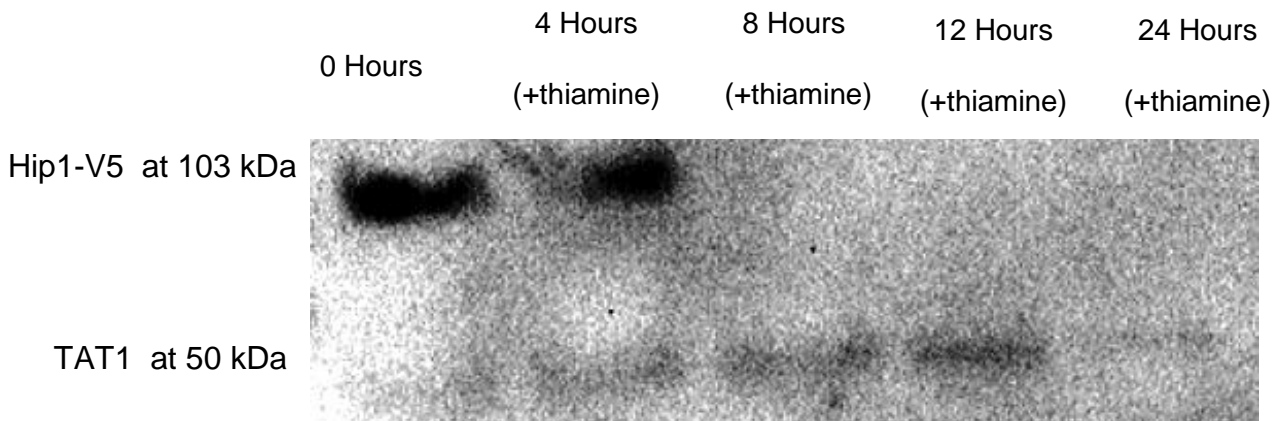 0 Hours
4 Hours
(+thiamine)
8 Hours
(+thiamine)
12 Hours
(+thiamine)
24 Hours
(+thiamine)
Hip1-V5 at 103 kDa
TAT1 at 50 kDa